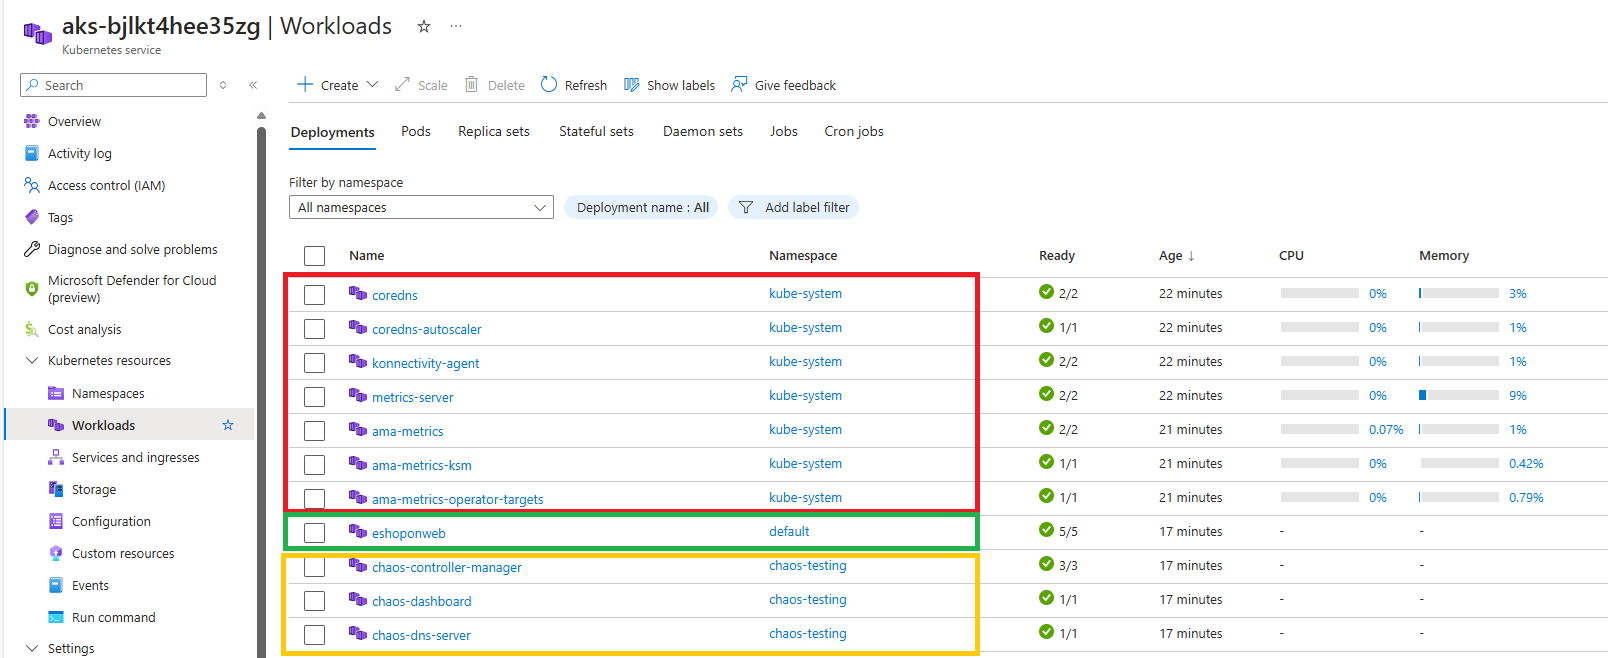 aks-bjlkt4hee35zg | Workloads
Kubernetes service
Search
Overview
Activity log
Access control (IAM)
Tags
Diagnose and solve problems
Microsoft Defender for Cloud
(preview)
Cost analysis
Kubernetes resources
Namespaces
Workloads
Services and ingresses
Storage
Configuration
Custom resources
Events
Run command
Settings
Create Scale Delete Refresh Show labels Give feedback
Deployments Pods Replica sets Stateful sets Daemon sets Jobs Cron jobs
Filter by namespace
All namespaces Deployment name : All Add label filter
Name Namespace Ready Age ↓ CPU Memory
coredns kube-system 2/2 22 minutes 0% 3%
coredns-autoscaler kube-system 1/1 22 minutes 0% 1%
konnectivity-agent kube-system 2/2 22 minutes 0% 1%
metrics-server kube-system 2/2 22 minutes 0% 9%
ama-metrics kube-system 2/2 21 minutes 0.07% 1%
ama-metrics-ksm kube-system 1/1 21 minutes 0% 0.42%
ama-metrics-operator-targets kube-system 1/1 21 minutes 0% 0.79%
eshoponweb default 5/5 17 minutes - -
chaos-controller-manager chaos-testing 3/3 17 minutes - -
chaos-dashboard chaos-testing 1/1 17 minutes - -
chaos-dns-server chaos-testing 1/1 17 minutes - -